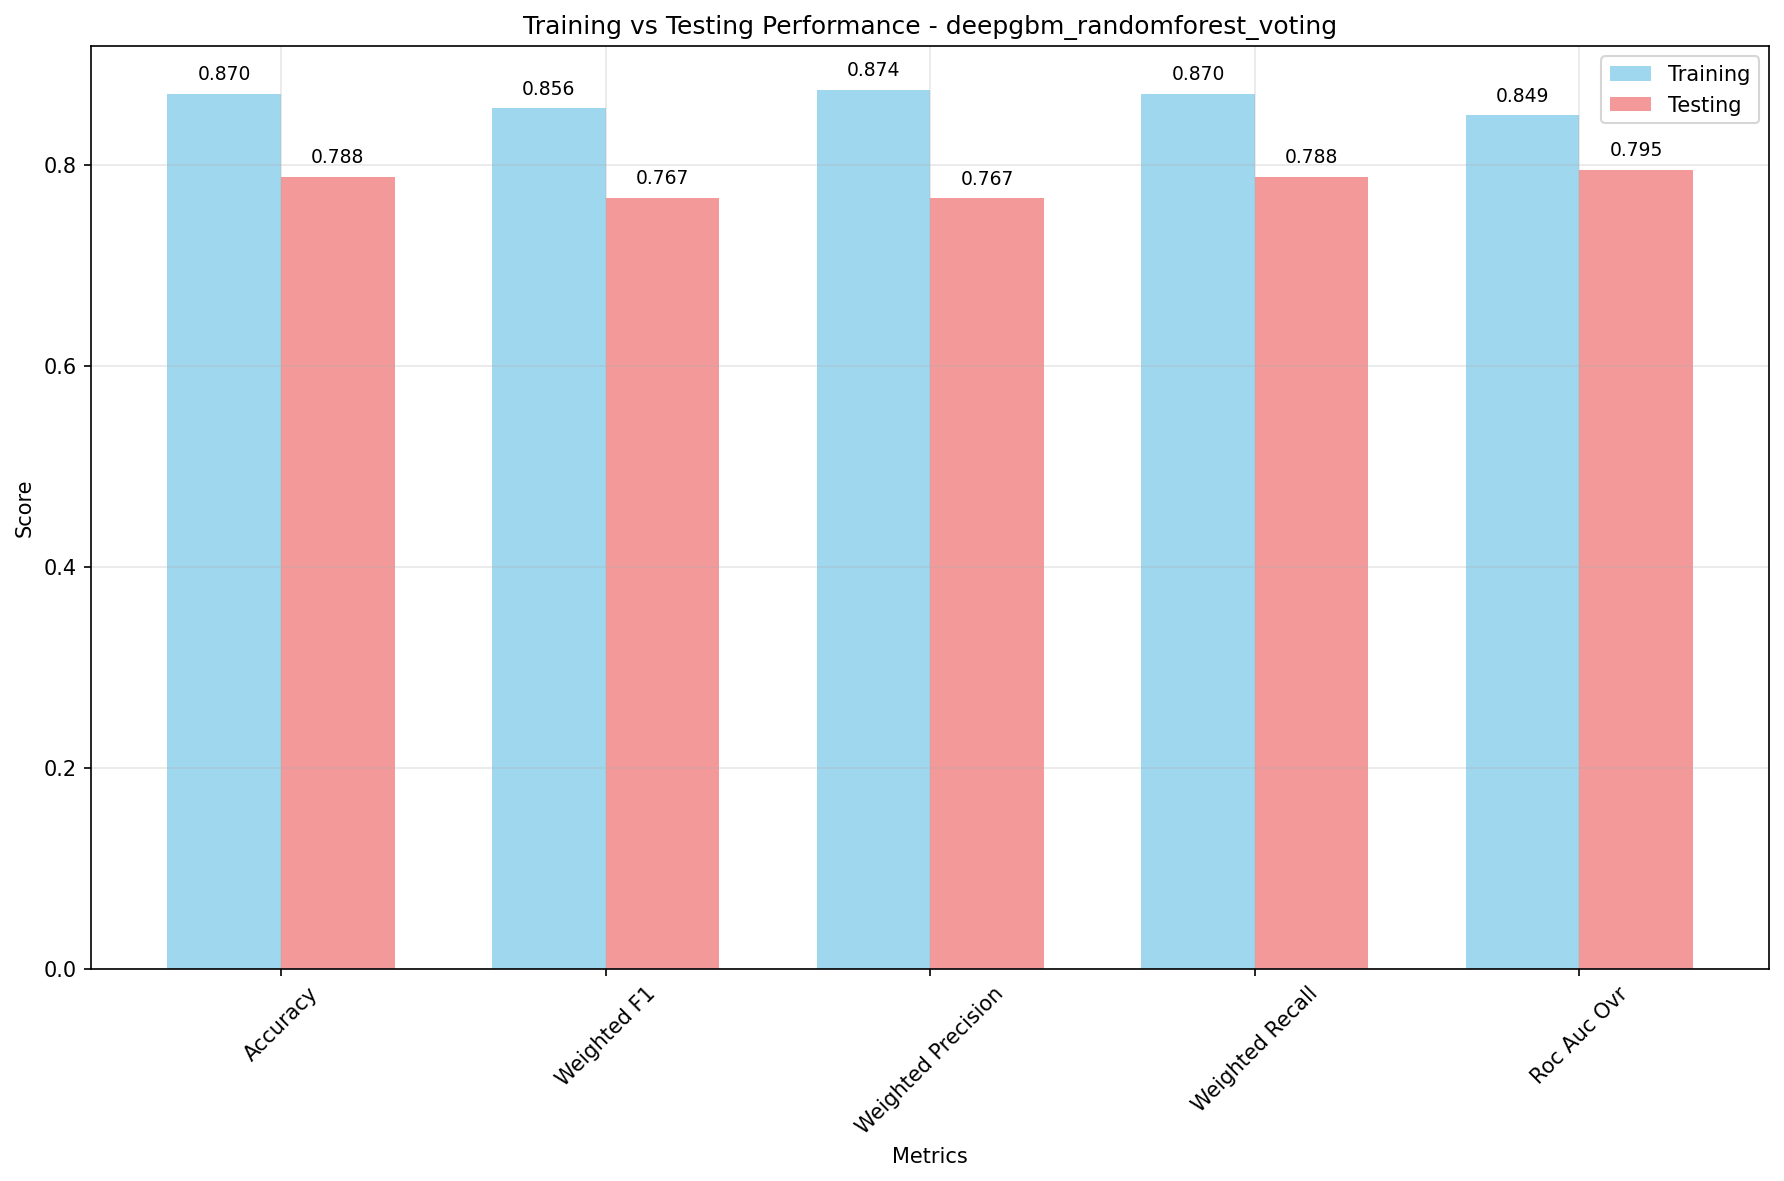 Training vs Testing Performance - deepgbm_randomforest_voting
Training
Testing
0.870
0.856
0.874
0.870
0.849
0.788
0.767
0.767
0.788
0.795
Score
0.8
0.6
0.4
0.2
0.0
Accuracy
Weighted F1
Weighted Precision
Weighted Recall
Roc Auc Ovr
Metrics